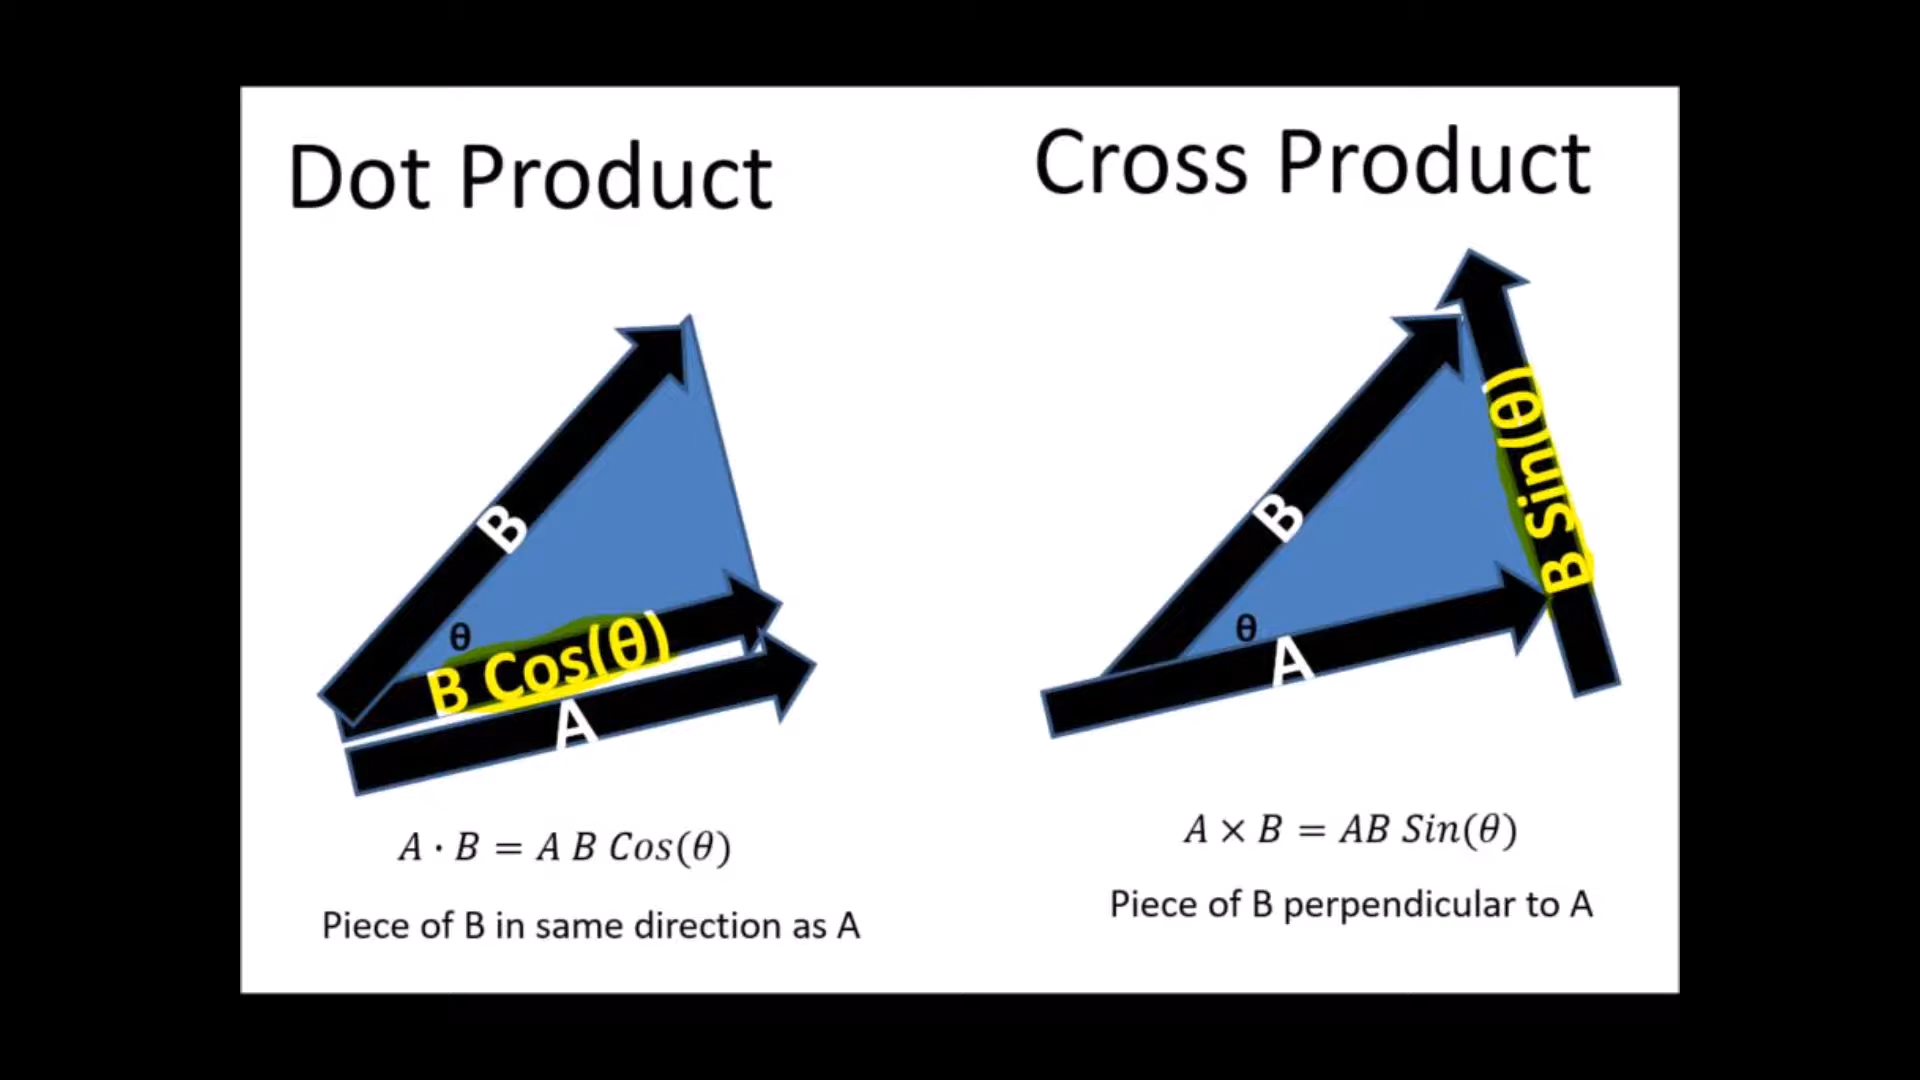 Dot Product
B
θ
B Cos(θ)
A
A · B = A B Cos(θ)
Piece of B in same direction as A
Cross Product
B
θ
A
B Sin(θ)
A × B = AB Sin(θ)
Piece of B perpendicular to A